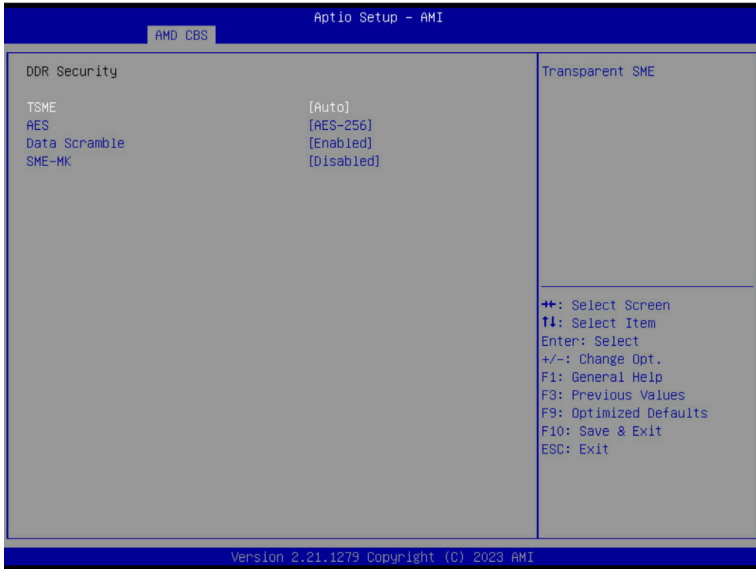 Aptio Setup – AMI
AMD CBS
DDR Security
TSME [Auto]
AES [AES-256]
Data Scramble [Enabled]
SME-MK [Disabled]
Transparent SME
→←: Select Screen
↑↓: Select Item
Enter: Select
+/-: Change Opt.
F1: General Help
F3: Previous Values
F9: Optimized Defaults
F10: Save & Exit
ESC: Exit
Version 2.21.1279 Copyright (C) 2023 AMI